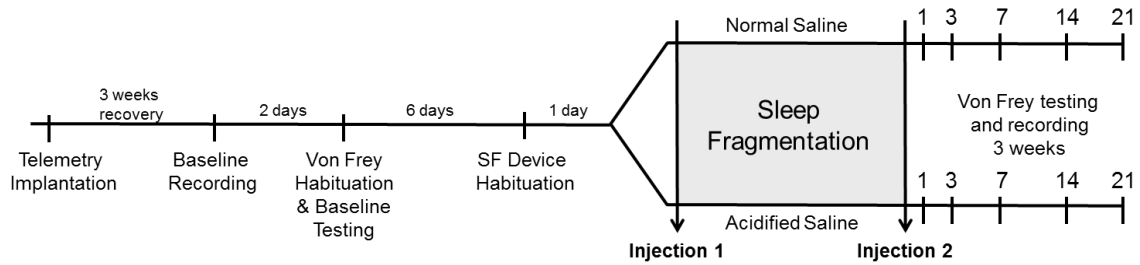 Normal Saline
1 3 7 14 21
3 weeks
recovery
2 days
6 days
1 day
Telemetry
Implantation
Baseline
Recording
Von Frey
Habituation
& Baseline
Testing
SF Device
Habituation
Sleep
Fragmentation
Von Frey testing
and recording
3 weeks
1 3 7 14 21
Acidified Saline
Injection 1
Injection 2